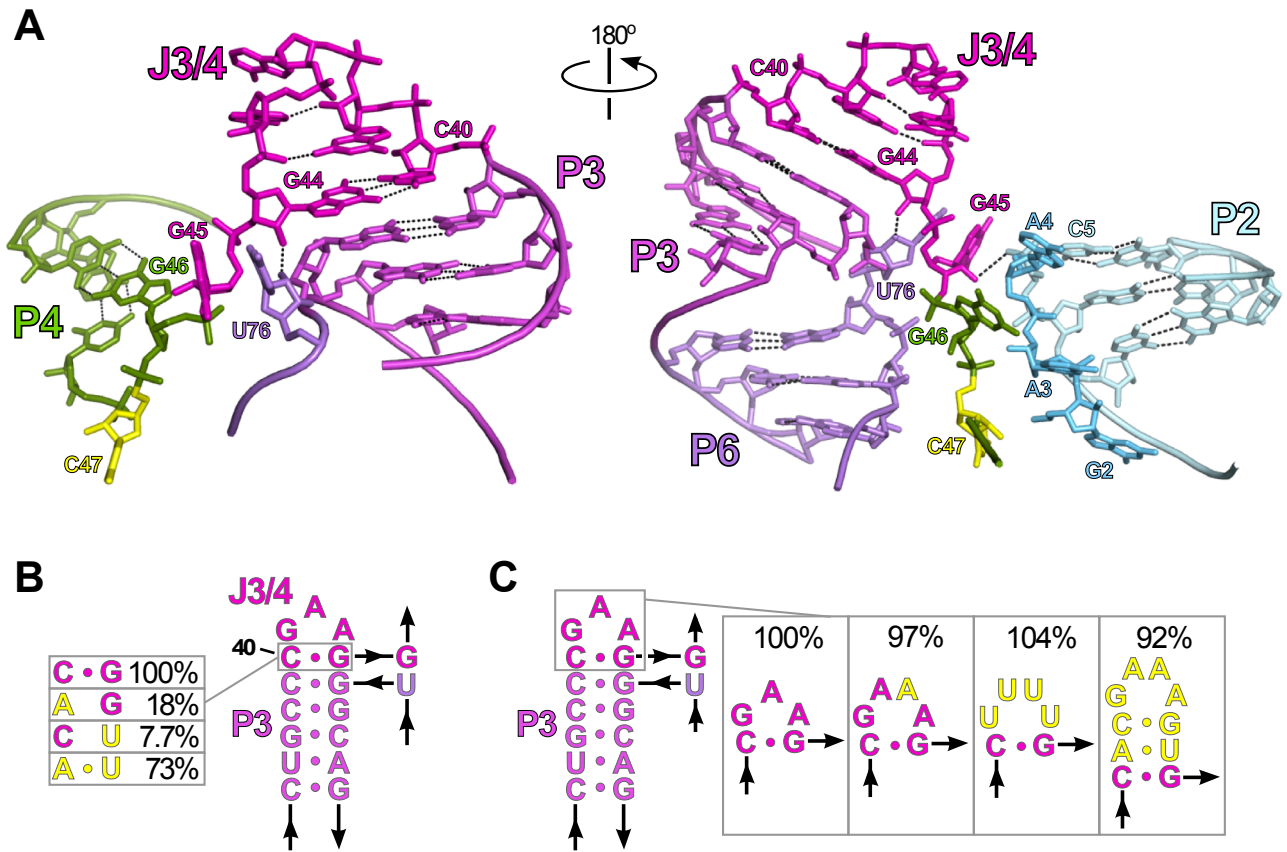 A
J3/4
180º
C40
P3
G44
G45
G46
P4
U76
C47
C40
J3/4
G44
G45
P3
A4
C5
P2
U76
G46
A3
P6
C47
G2
B
J3/4
A
G A
40 C • G G
C • G U
P3
C • G
G • C
U • A
C • G
C • G 100%
A G 18%
C U 7.7%
A • U 73%
C
A
G A
C • G G
C • G U
P3
C • G
G • C
U • A
C • G
100%
A
G A
C • G
97%
A A
G A
C • G
104%
U U
U U
C • G
92%
A A
G A
C • G
A • U
C • G